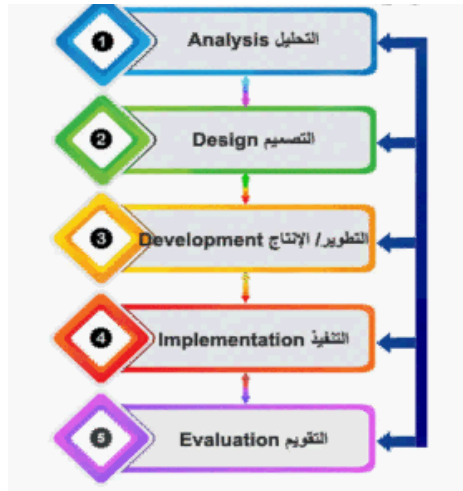 1 التحليل Analysis
2 التصميم Design
3 التطوير/ الإنتاج Development
4 التنفيذ Implementation
5 التقويم Evaluation